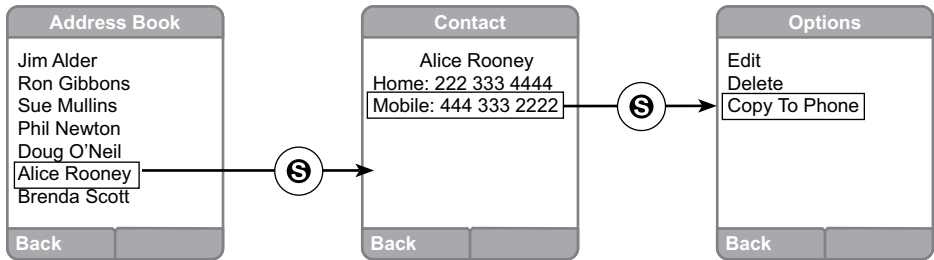 Address Book
Jim Alder
Ron Gibbons
Sue Mullins
Phil Newton
Doug O’Neil
Alice Rooney
Brenda Scott
Back
S
Contact
Alice Rooney
Home: 222 333 4444
Mobile: 444 333 2222
Back
S
Options
Edit
Delete
Copy To Phone
Back